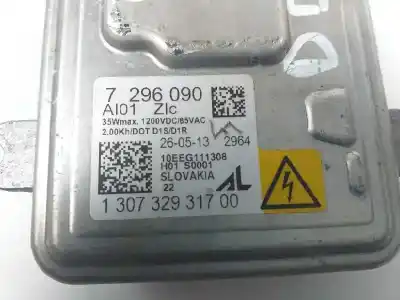 7 296 090
AI01 Zlc
35Wmax. 1200VDC/85VAC
2.00Kh/DOT D1S/D1R
26-05-13 2964
10EEG111308
H01 S0001
SLOVAKIA
22 AL
1 307 329 317 00